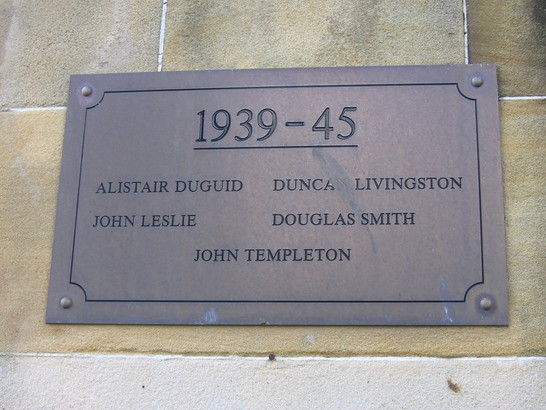 1939-45
ALISTAIR DUGUID DUNCAN LIVINGSTON
JOHN LESLIE DOUGLAS SMITH
JOHN TEMPLETON